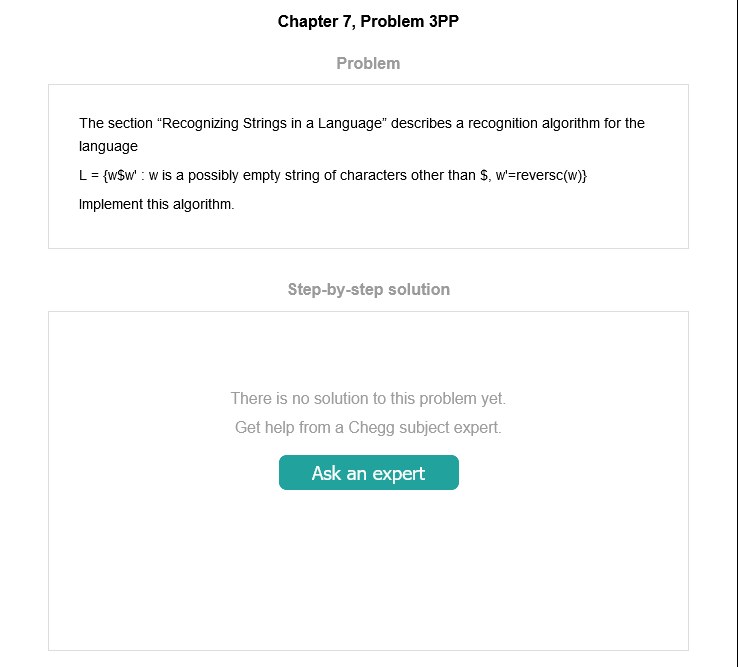 Chapter 7, Problem 3PP
Problem
The section “Recognizing Strings in a Language” describes a recognition algorithm for the
language
L = {w$w' : w is a possibly empty string of characters other than $, w'=reversc(w)}
Implement this algorithm.
Step-by-step solution
There is no solution to this problem yet.
Get help from a Chegg subject expert.
Ask an expert